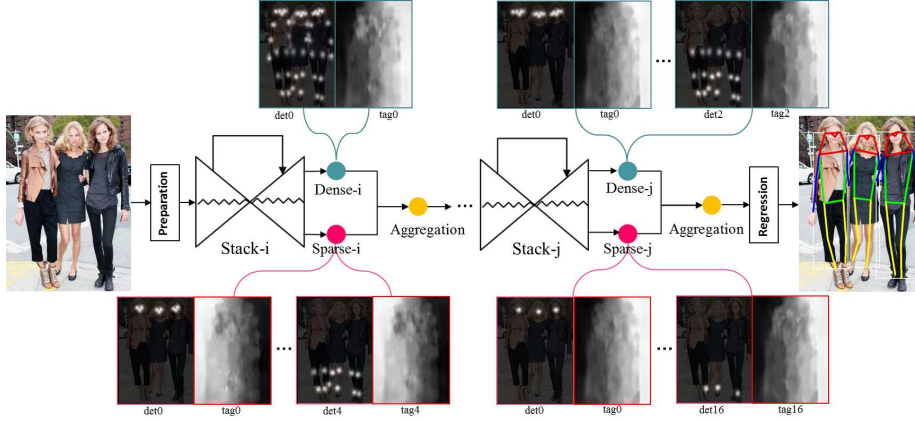 det0 tag0 det0 tag0 ... det2 tag2
Preparation
Dense-i
Dense-j
Regression
Aggregation ... Aggregation
Stack-i
Sparse-i
Stack-j
Sparse-j
... ...
det0 tag0 det4 tag4 det0 tag0 det16 tag16